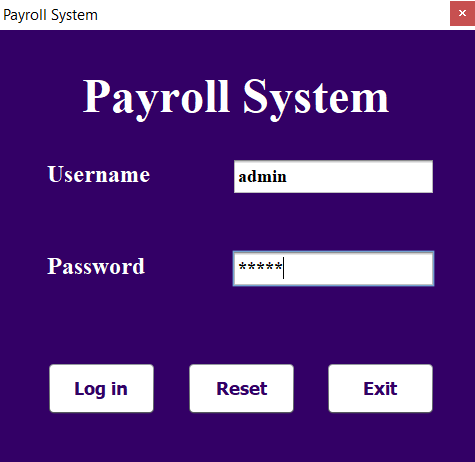 Payroll System
Payroll System
Username
admin
Password
*****
Log in
Reset
Exit